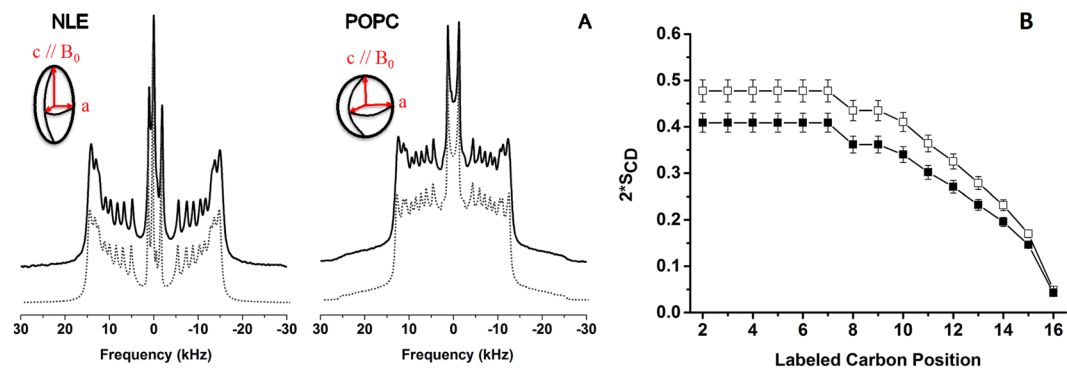 NLE
c // B0
a
30 20 10 0 -10 -20 -30
Frequency (kHz)
POPC
A
c // B0
a
30 20 10 0 -10 -20 -30
Frequency (kHz)
B
2*SCD
0.6
0.5
0.4
0.3
0.2
0.1
0.0
2 4 6 8 10 12 14 16
Labeled Carbon Position